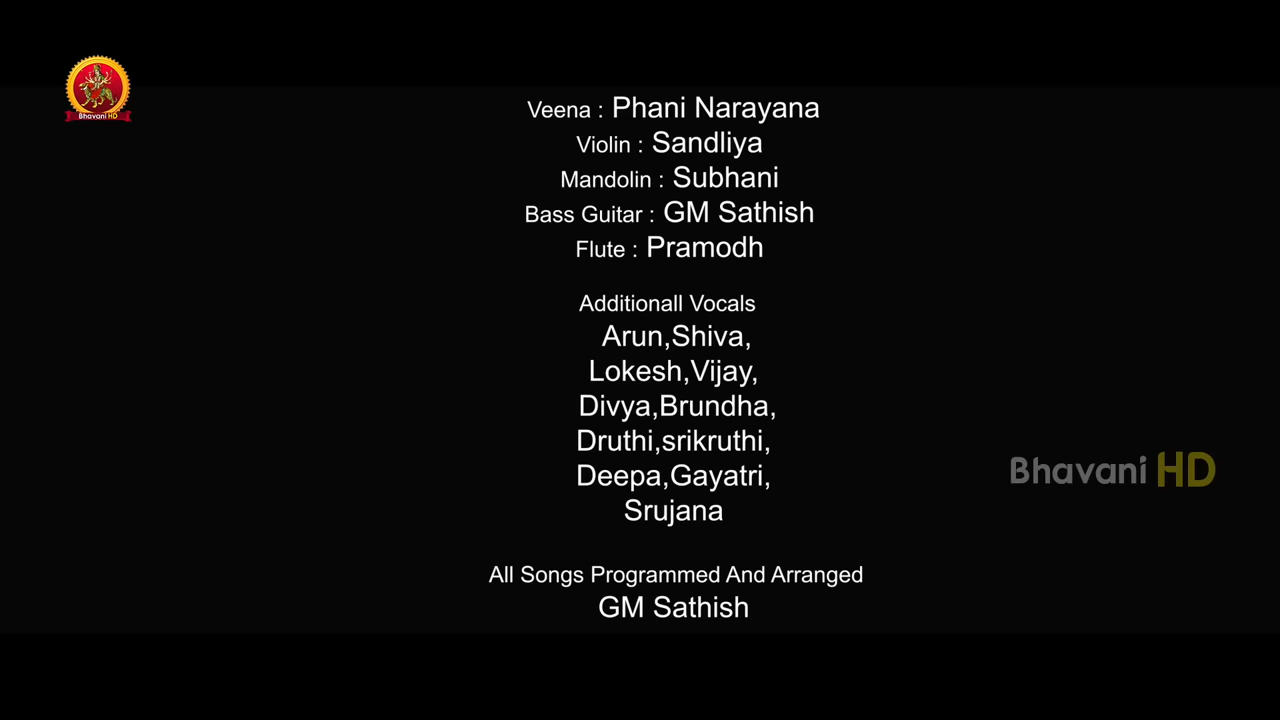 Bhavani HD
Veena : Phani Narayana
Violin : Sandliya
Mandolin : Subhani
Bass Guitar : GM Sathish
Flute : Pramodh
Additionall Vocals
Arun,Shiva,
Lokesh,Vijay,
Divya,Brundha,
Druthi,srikruthi,
Deepa,Gayatri,
Srujana
Bhavani HD
All Songs Programmed And Arranged
GM Sathish